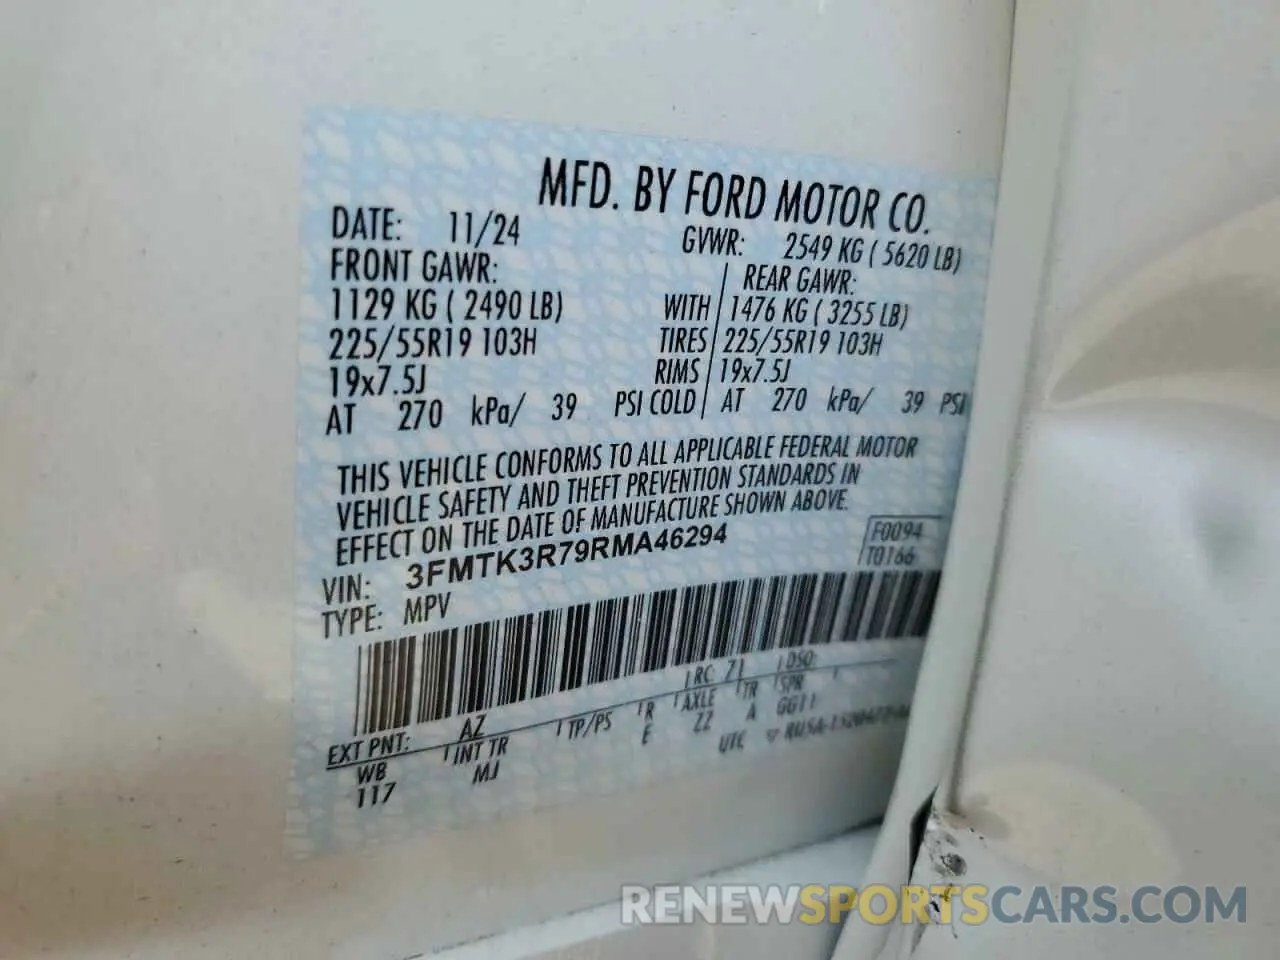 MFD. BY FORD MOTOR CO.
DATE: 11/24 GVWR: 2549 KG ( 5620 LB)
FRONT GAWR: REAR GAWR:
1129 KG ( 2490 LB) WITH 1476 KG ( 3255 LB)
225/55R19 103H TIRES 225/55R19 103H
19x7.5J RIMS 19x7.5J
AT 270 kPa/ 39 PSI COLD AT 270 kPa/ 39 PSI
THIS VEHICLE CONFORMS TO ALL APPLICABLE FEDERAL MOTOR
VEHICLE SAFETY AND THEFT PREVENTION STANDARDS IN
EFFECT ON THE DATE OF MANUFACTURE SHOWN ABOVE.
VIN: 3FMTK3R79RMA46294
F0094
T0166
TYPE: MPV
EXT PNT: AZ RC: 71 DSO:
WB INT TR TP/PS R AXLE TR SPR
117 MJ E ZZ A GG11
UTC
RENEWSPORTSCARS.COM